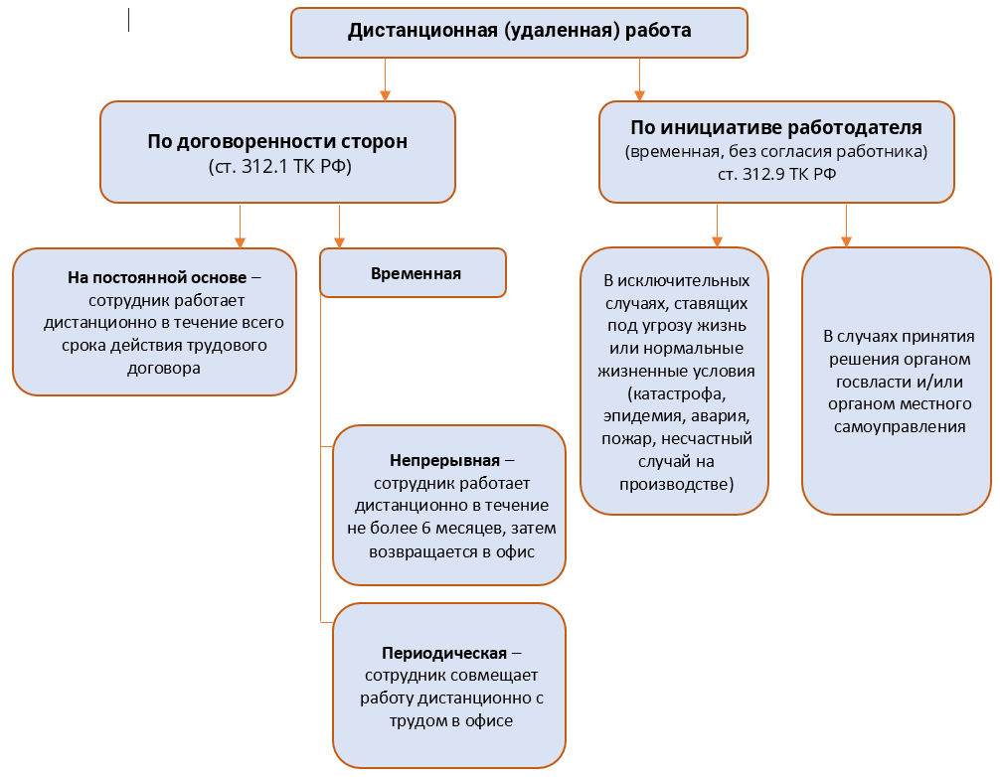 Дистанционная (удаленная) работа
По договоренности сторон
(ст. 312.1 ТК РФ)
По инициативе работодателя
(временная, без согласия работника)
ст. 312.9 ТК РФ
На постоянной основе –
сотрудник работает
дистанционно в течение всего
срока действия трудового
договора
Временная
В исключительных
случаях, ставящих
под угрозу жизнь
или нормальные
жизненные условия
(катастрофа,
эпидемия, авария,
пожар, несчастный
случай на
производстве)
В случаях принятия
решения органом
госвласти и/или
органом местного
самоуправления
Непрерывная –
сотрудник работает
дистанционно в течение
не более 6 месяцев, затем
возвращается в офис
Периодическая –
сотрудник совмещает
работу дистанционно с
трудом в офисе